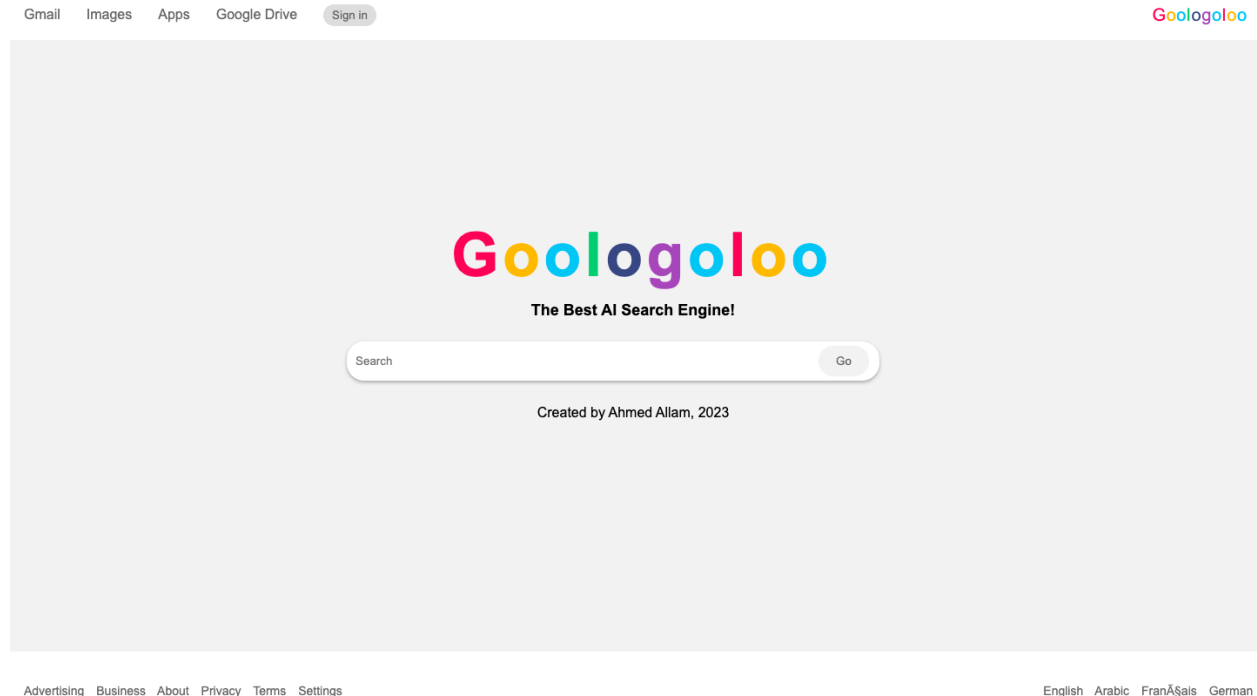 Gmail Images Apps Google Drive Sign in Goologoloo
Goologoloo
The Best AI Search Engine!
Search Go
Created by Ahmed Allam, 2023
Advertising Business About Privacy Terms Settings English Arabic FranÃ§ais German